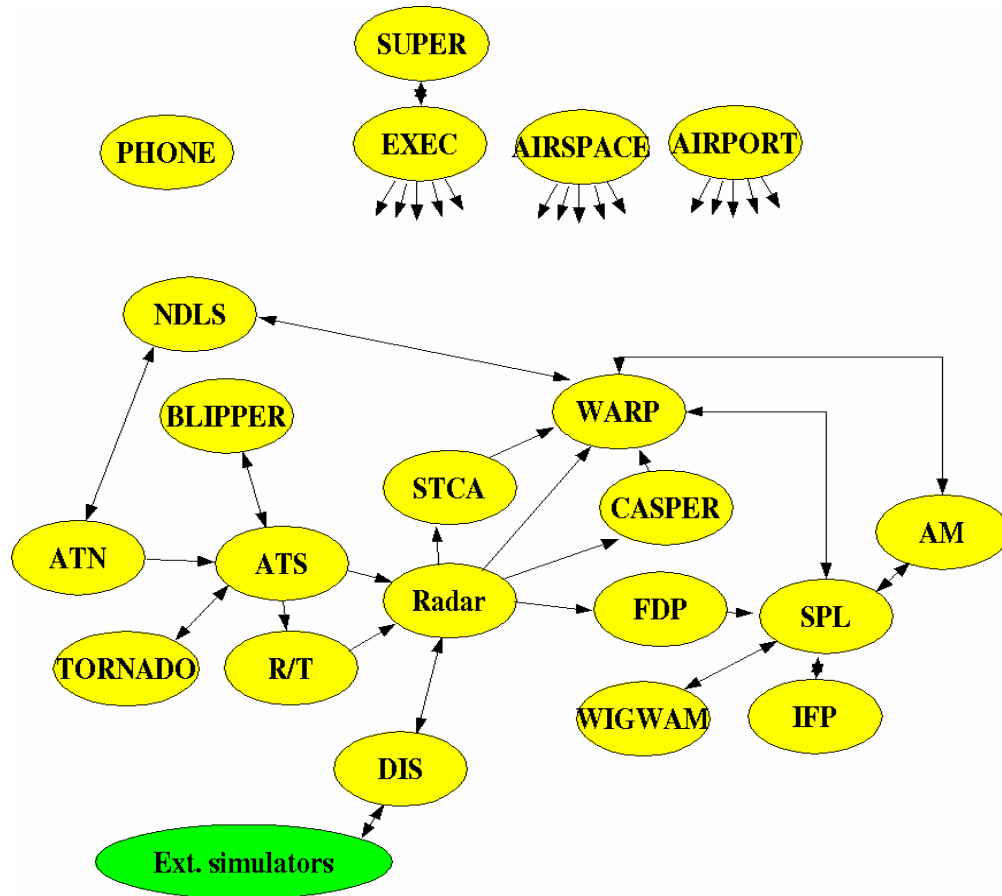 SUPER
PHONE
EXEC
AIRSPACE
AIRPORT
NDLS
BLIPPER
WARP
STCA
CASPER
AM
ATN
ATS
Radar
FDP
SPL
TORNADO
R/T
WIGWAM
IFP
DIS
Ext. simulators